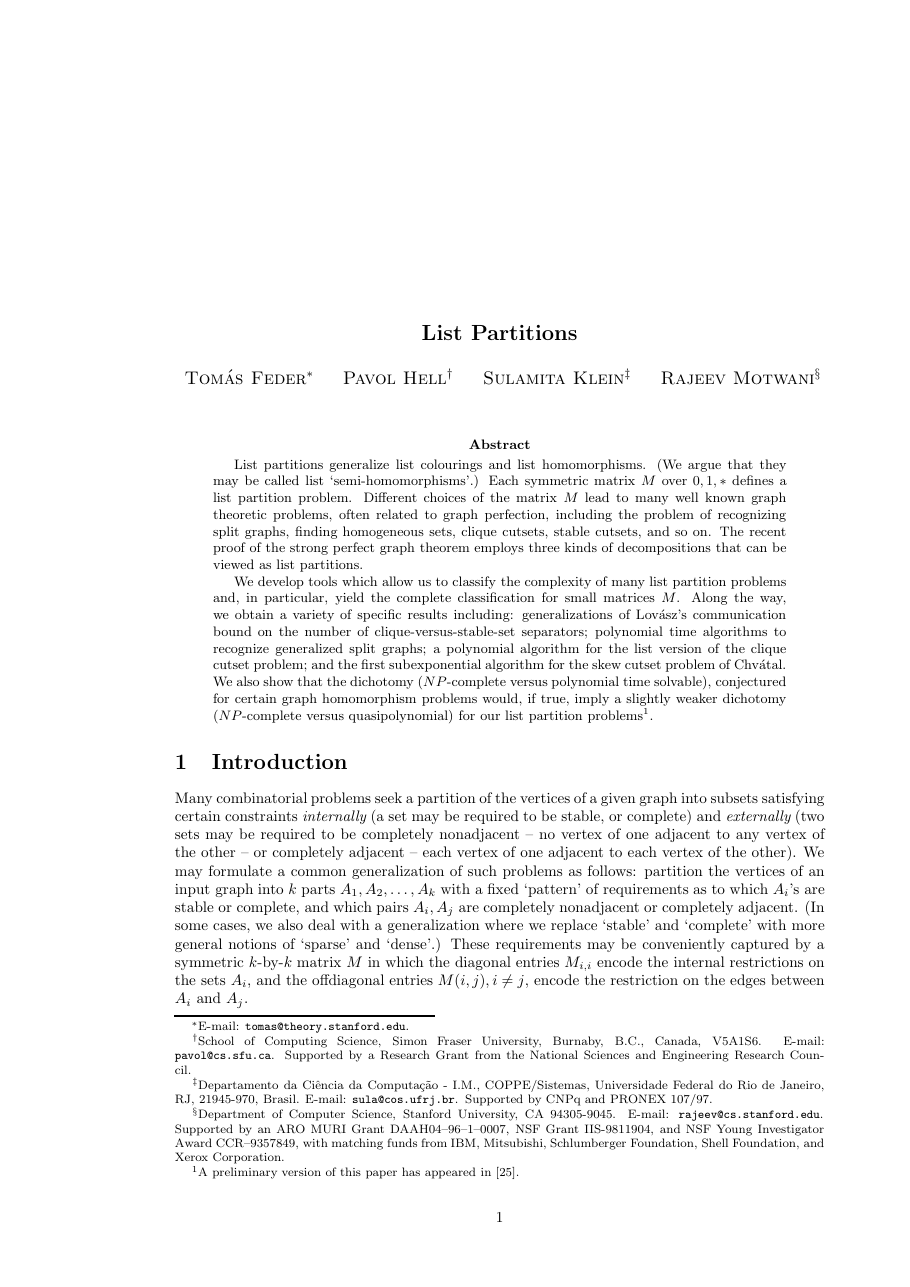 List Partitions
Tomás Feder* Pavol Hell† Sulamita Klein‡ Rajeev Motwani§
Abstract
List partitions generalize list colourings and list homomorphisms. (We argue that they
may be called list ‘semi-homomorphisms’.) Each symmetric matrix M over 0, 1, ∗ defines a
list partition problem. Different choices of the matrix M lead to many well known graph
theoretic problems, often related to graph perfection, including the problem of recognizing
split graphs, finding homogeneous sets, clique cutsets, stable cutsets, and so on. The recent
proof of the strong perfect graph theorem employs three kinds of decompositions that can be
viewed as list partitions.
We develop tools which allow us to classify the complexity of many list partition problems
and, in particular, yield the complete classification for small matrices M. Along the way,
we obtain a variety of specific results including: generalizations of Lovász’s communication
bound on the number of clique-versus-stable-set separators; polynomial time algorithms to
recognize generalized split graphs; a polynomial algorithm for the list version of the clique
cutset problem; and the first subexponential algorithm for the skew cutset problem of Chvátal.
We also show that the dichotomy (NP-complete versus polynomial time solvable), conjectured
for certain graph homomorphism problems would, if true, imply a slightly weaker dichotomy
(NP-complete versus quasipolynomial) for our list partition problems¹.
1 Introduction
Many combinatorial problems seek a partition of the vertices of a given graph into subsets satisfying
certain constraints internally (a set may be required to be stable, or complete) and externally (two
sets may be required to be completely nonadjacent – no vertex of one adjacent to any vertex of
the other – or completely adjacent – each vertex of one adjacent to each vertex of the other). We
may formulate a common generalization of such problems as follows: partition the vertices of an
input graph into k parts A₁, A₂, . . . , Aₖ with a fixed ‘pattern’ of requirements as to which Aᵢ’s are
stable or complete, and which pairs Aᵢ, Aⱼ are completely nonadjacent or completely adjacent. (In
some cases, we also deal with a generalization where we replace ‘stable’ and ‘complete’ with more
general notions of ‘sparse’ and ‘dense’.) These requirements may be conveniently captured by a
symmetric k-by-k matrix M in which the diagonal entries Mᵢ,ᵢ encode the internal restrictions on
the sets Aᵢ, and the offdiagonal entries M(i, j), i ≠ j, encode the restriction on the edges between
Aᵢ and Aⱼ.
*E-mail: tomas@theory.stanford.edu.
†School of Computing Science, Simon Fraser University, Burnaby, B.C., Canada, V5A1S6. E-mail:
pavol@cs.sfu.ca. Supported by a Research Grant from the National Sciences and Engineering Research Coun-
cil.
‡Departamento da Ciência da Computação - I.M., COPPE/Sistemas, Universidade Federal do Rio de Janeiro,
RJ, 21945-970, Brasil. E-mail: sula@cos.ufrj.br. Supported by CNPq and PRONEX 107/97.
§Department of Computer Science, Stanford University, CA 94305-9045. E-mail: rajeev@cs.stanford.edu.
Supported by an ARO MURI Grant DAAH04–96–1–0007, NSF Grant IIS-9811904, and NSF Young Investigator
Award CCR–9357849, with matching funds from IBM, Mitsubishi, Schlumberger Foundation, Shell Foundation, and
Xerox Corporation.
¹A preliminary version of this paper has appeared in [25].
1